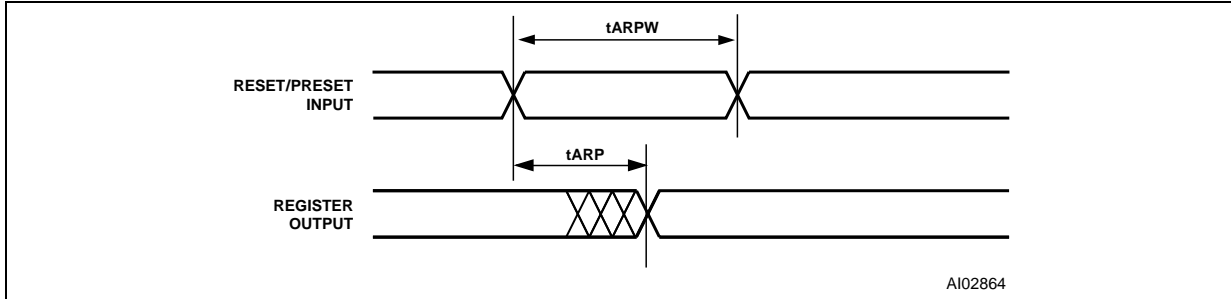 tARPW
RESET/PRESET
INPUT
tARP
REGISTER
OUTPUT
AI02864